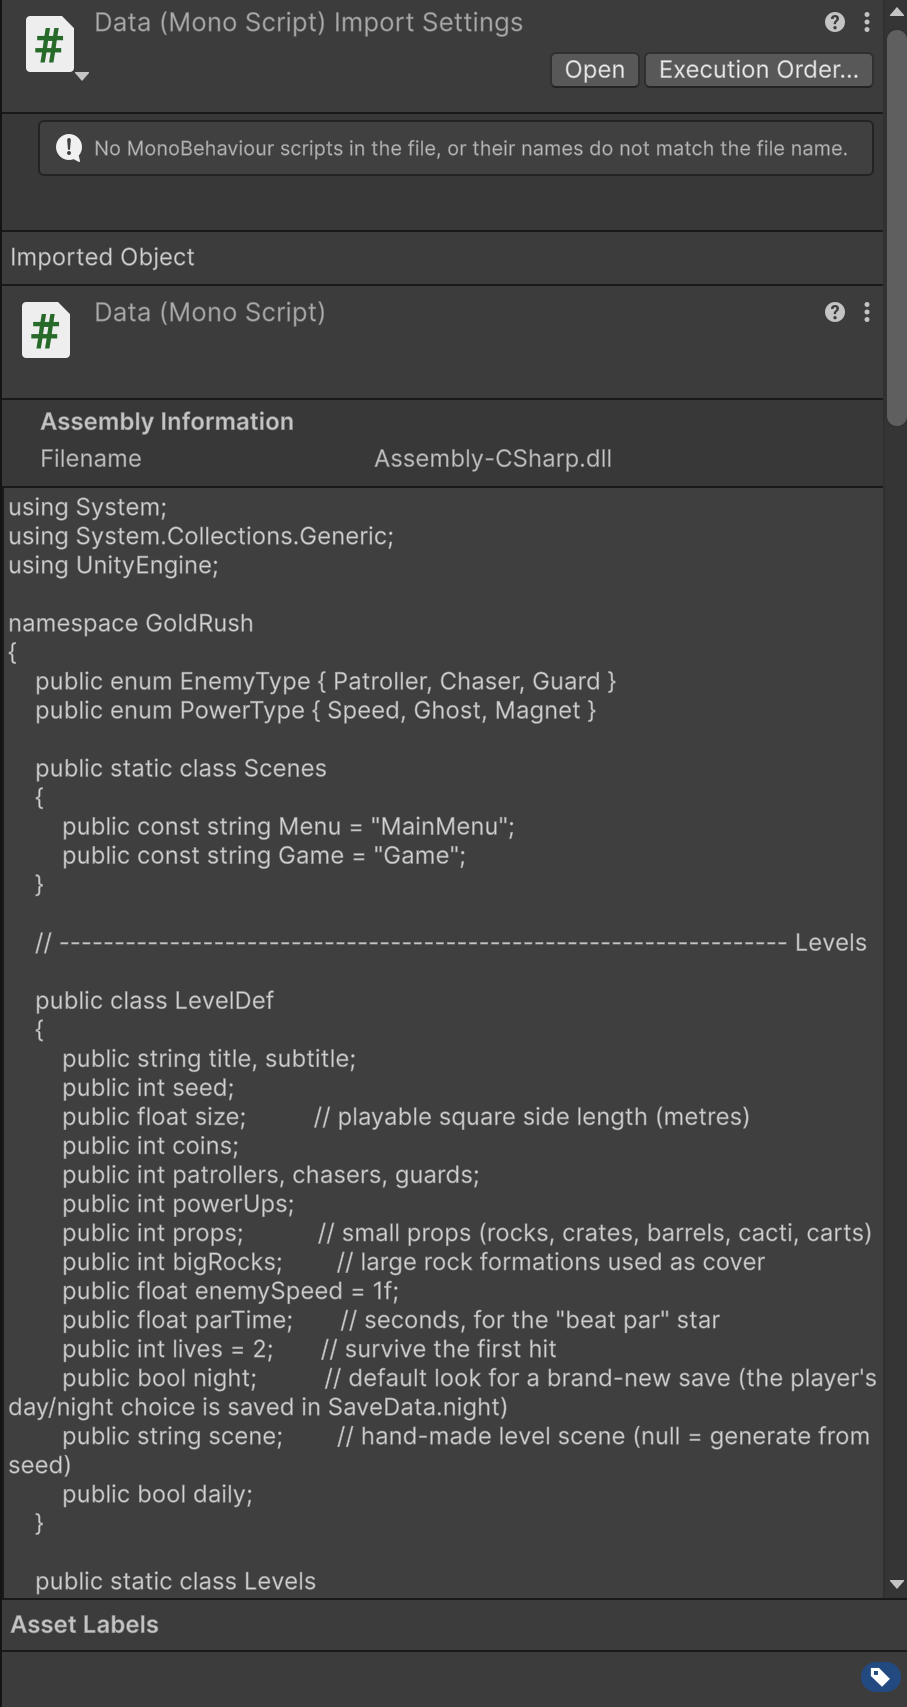 Data (Mono Script) Import Settings
Open
Execution Order...
No MonoBehaviour scripts in the file, or their names do not match the file name.
Imported Object
Data (Mono Script)
Assembly Information
Filename Assembly-CSharp.dll
using System;
using System.Collections.Generic;
using UnityEngine;

namespace GoldRush
{
    public enum EnemyType { Patroller, Chaser, Guard }
    public enum PowerType { Speed, Ghost, Magnet }

    public static class Scenes
    {
        public const string Menu = "MainMenu";
        public const string Game = "Game";
    }

    // ------------------------------------------------------------------ Levels

    public class LevelDef
    {
        public string title, subtitle;
        public int seed;
        public float size;          // playable square side length (metres)
        public int coins;
        public int patrollers, chasers, guards;
        public int powerUps;
        public int props;           // small props (rocks, crates, barrels, cacti, carts)
        public int bigRocks;        // large rock formations used as cover
        public float enemySpeed = 1f;
        public float parTime;       // seconds, for the "beat par" star
        public int lives = 2;       // survive the first hit
        public bool night;          // default look for a brand-new save (the player's
day/night choice is saved in SaveData.night)
        public string scene;        // hand-made level scene (null = generate from
seed)
        public bool daily;
    }

    public static class Levels
Asset Labels